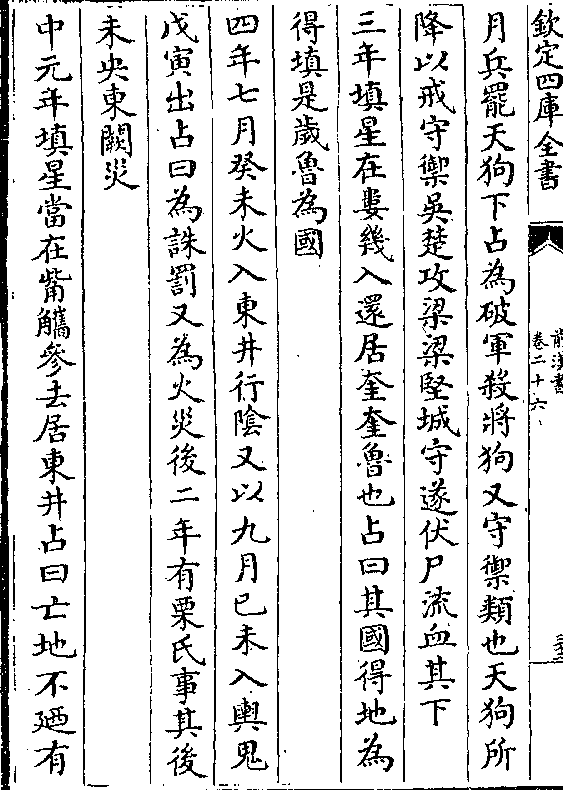 欽定四庫全書
前漢書
卷二十六
月兵罷天狗下占為破軍殺將狗又守禦類也天狗所
降以戒守禦吳楚攻梁梁堅城守遂伏尸流血其下
三年填星在婁幾入還居奎奎魯也占曰其國得地為
得填是歲魯為國
四年七月癸未火入東井行陰又以九月己未入輿鬼
戊寅出占曰為誅罰又為火災後二年有栗氏事其後
未央東闕災
中元年填星當在觜觿參去居東井占曰亡地不廼有